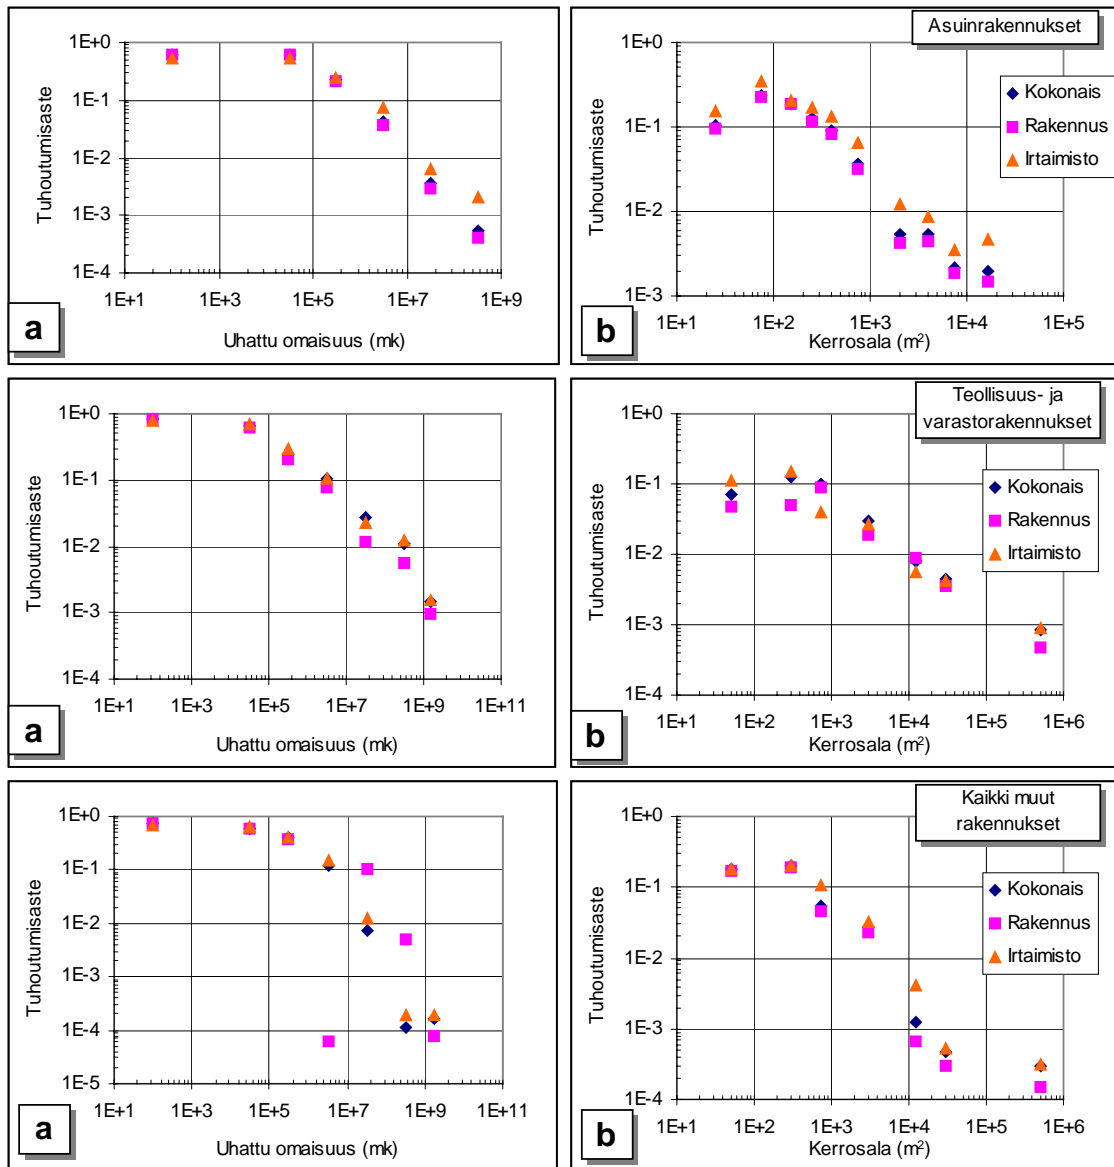 1E+0
1E-1
1E-2
1E-3
1E-4
Tuhoutumisaste
1E+1 1E+3 1E+5 1E+7 1E+9
Uhattu omaisuus (mk)
a
Asuinrakennukset
1E+0
1E-1
1E-2
1E-3
Tuhoutumisaste
Kokonais
Rakennus
Irtaimisto
1E+1 1E+2 1E+3 1E+4 1E+5
Kerrosala (m²)
b
1E+0
1E-1
1E-2
1E-3
1E-4
Tuhoutumisaste
1E+1 1E+3 1E+5 1E+7 1E+9 1E+11
Uhattu omaisuus (mk)
a
Teollisuus- ja
varastorakennukset
1E+0
1E-1
1E-2
1E-3
1E-4
Tuhoutumisaste
Kokonais
Rakennus
Irtaimisto
1E+1 1E+2 1E+3 1E+4 1E+5 1E+6
Kerrosala (m²)
b
1E+0
1E-1
1E-2
1E-3
1E-4
1E-5
Tuhoutumisaste
1E+1 1E+3 1E+5 1E+7 1E+9 1E+11
Uhattu omaisuus (mk)
a
Kaikki muut
rakennukset
1E+0
1E-1
1E-2
1E-3
1E-4
Tuhoutumisaste
Kokonais
Rakennus
Irtaimisto
1E+1 1E+2 1E+3 1E+4 1E+5 1E+6
Kerrosala (m²)
b